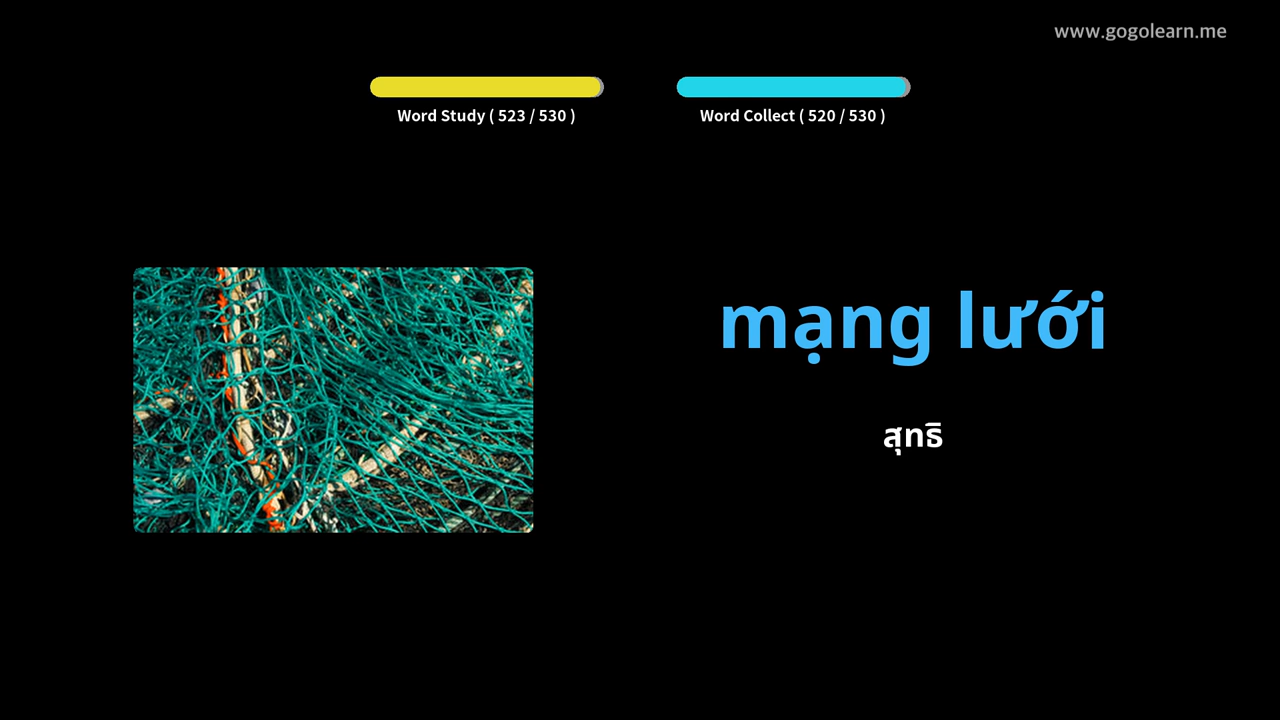 www.gogolearn.me
Word Study ( 523 / 530 )
Word Collect ( 520 / 530 )
mạng lưới
สุทธิ